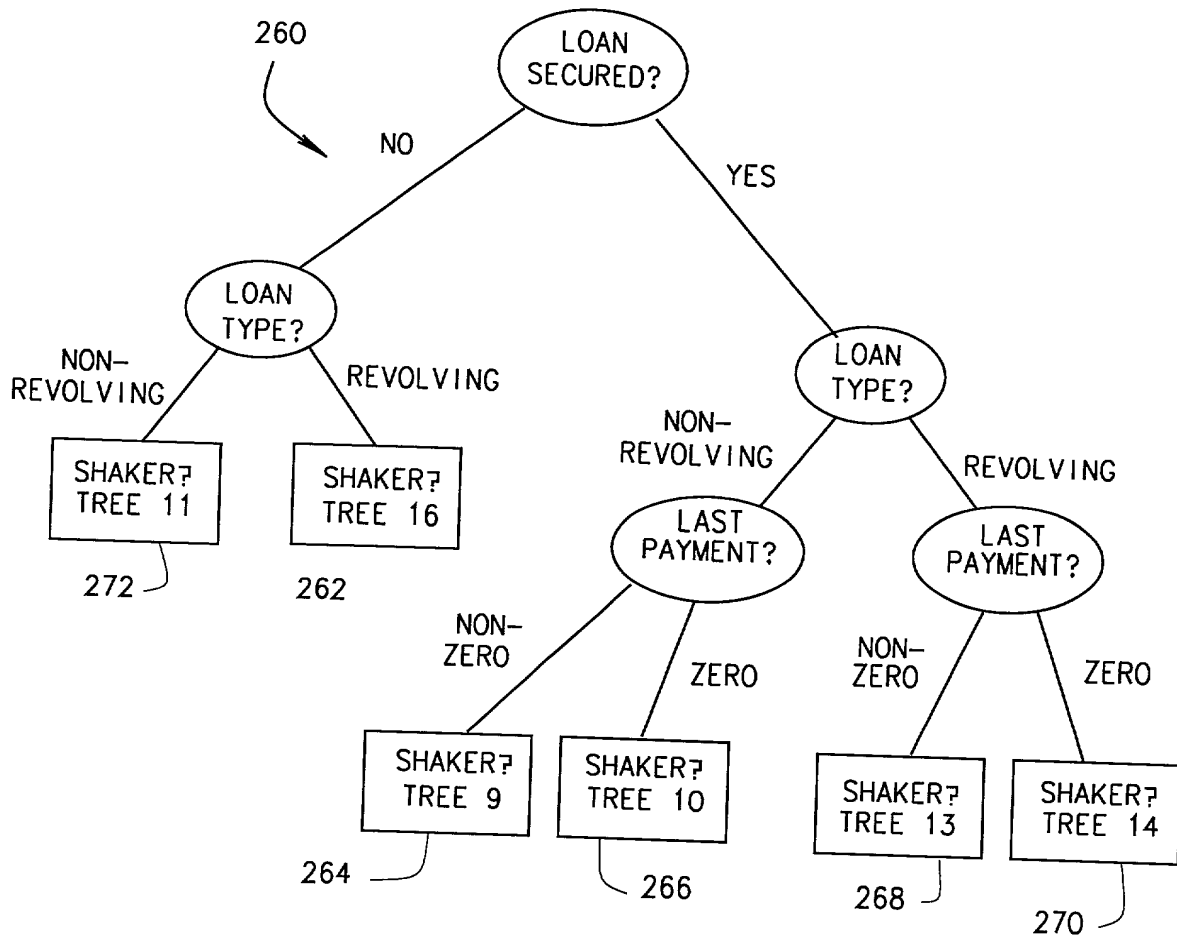 260
LOAN
SECURED?
NO
YES
LOAN
TYPE?
NON-
REVOLVING
REVOLVING
LOAN
TYPE?
SHAKER?
TREE 11
SHAKER?
TREE 16
272
262
NON-
REVOLVING
REVOLVING
LAST
PAYMENT?
LAST
PAYMENT?
NON-
ZERO
ZERO
NON-
ZERO
ZERO
SHAKER?
TREE 9
SHAKER?
TREE 10
SHAKER?
TREE 13
SHAKER?
TREE 14
264
266
268
270